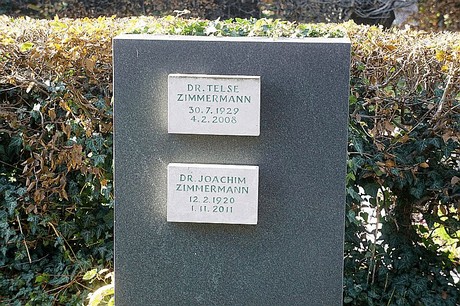 DR. TELSE
ZIMMERMANN
30.7.1929
4.2.2008
DR. JOACHIM
ZIMMERMANN
12.2.1920
1.11.2011